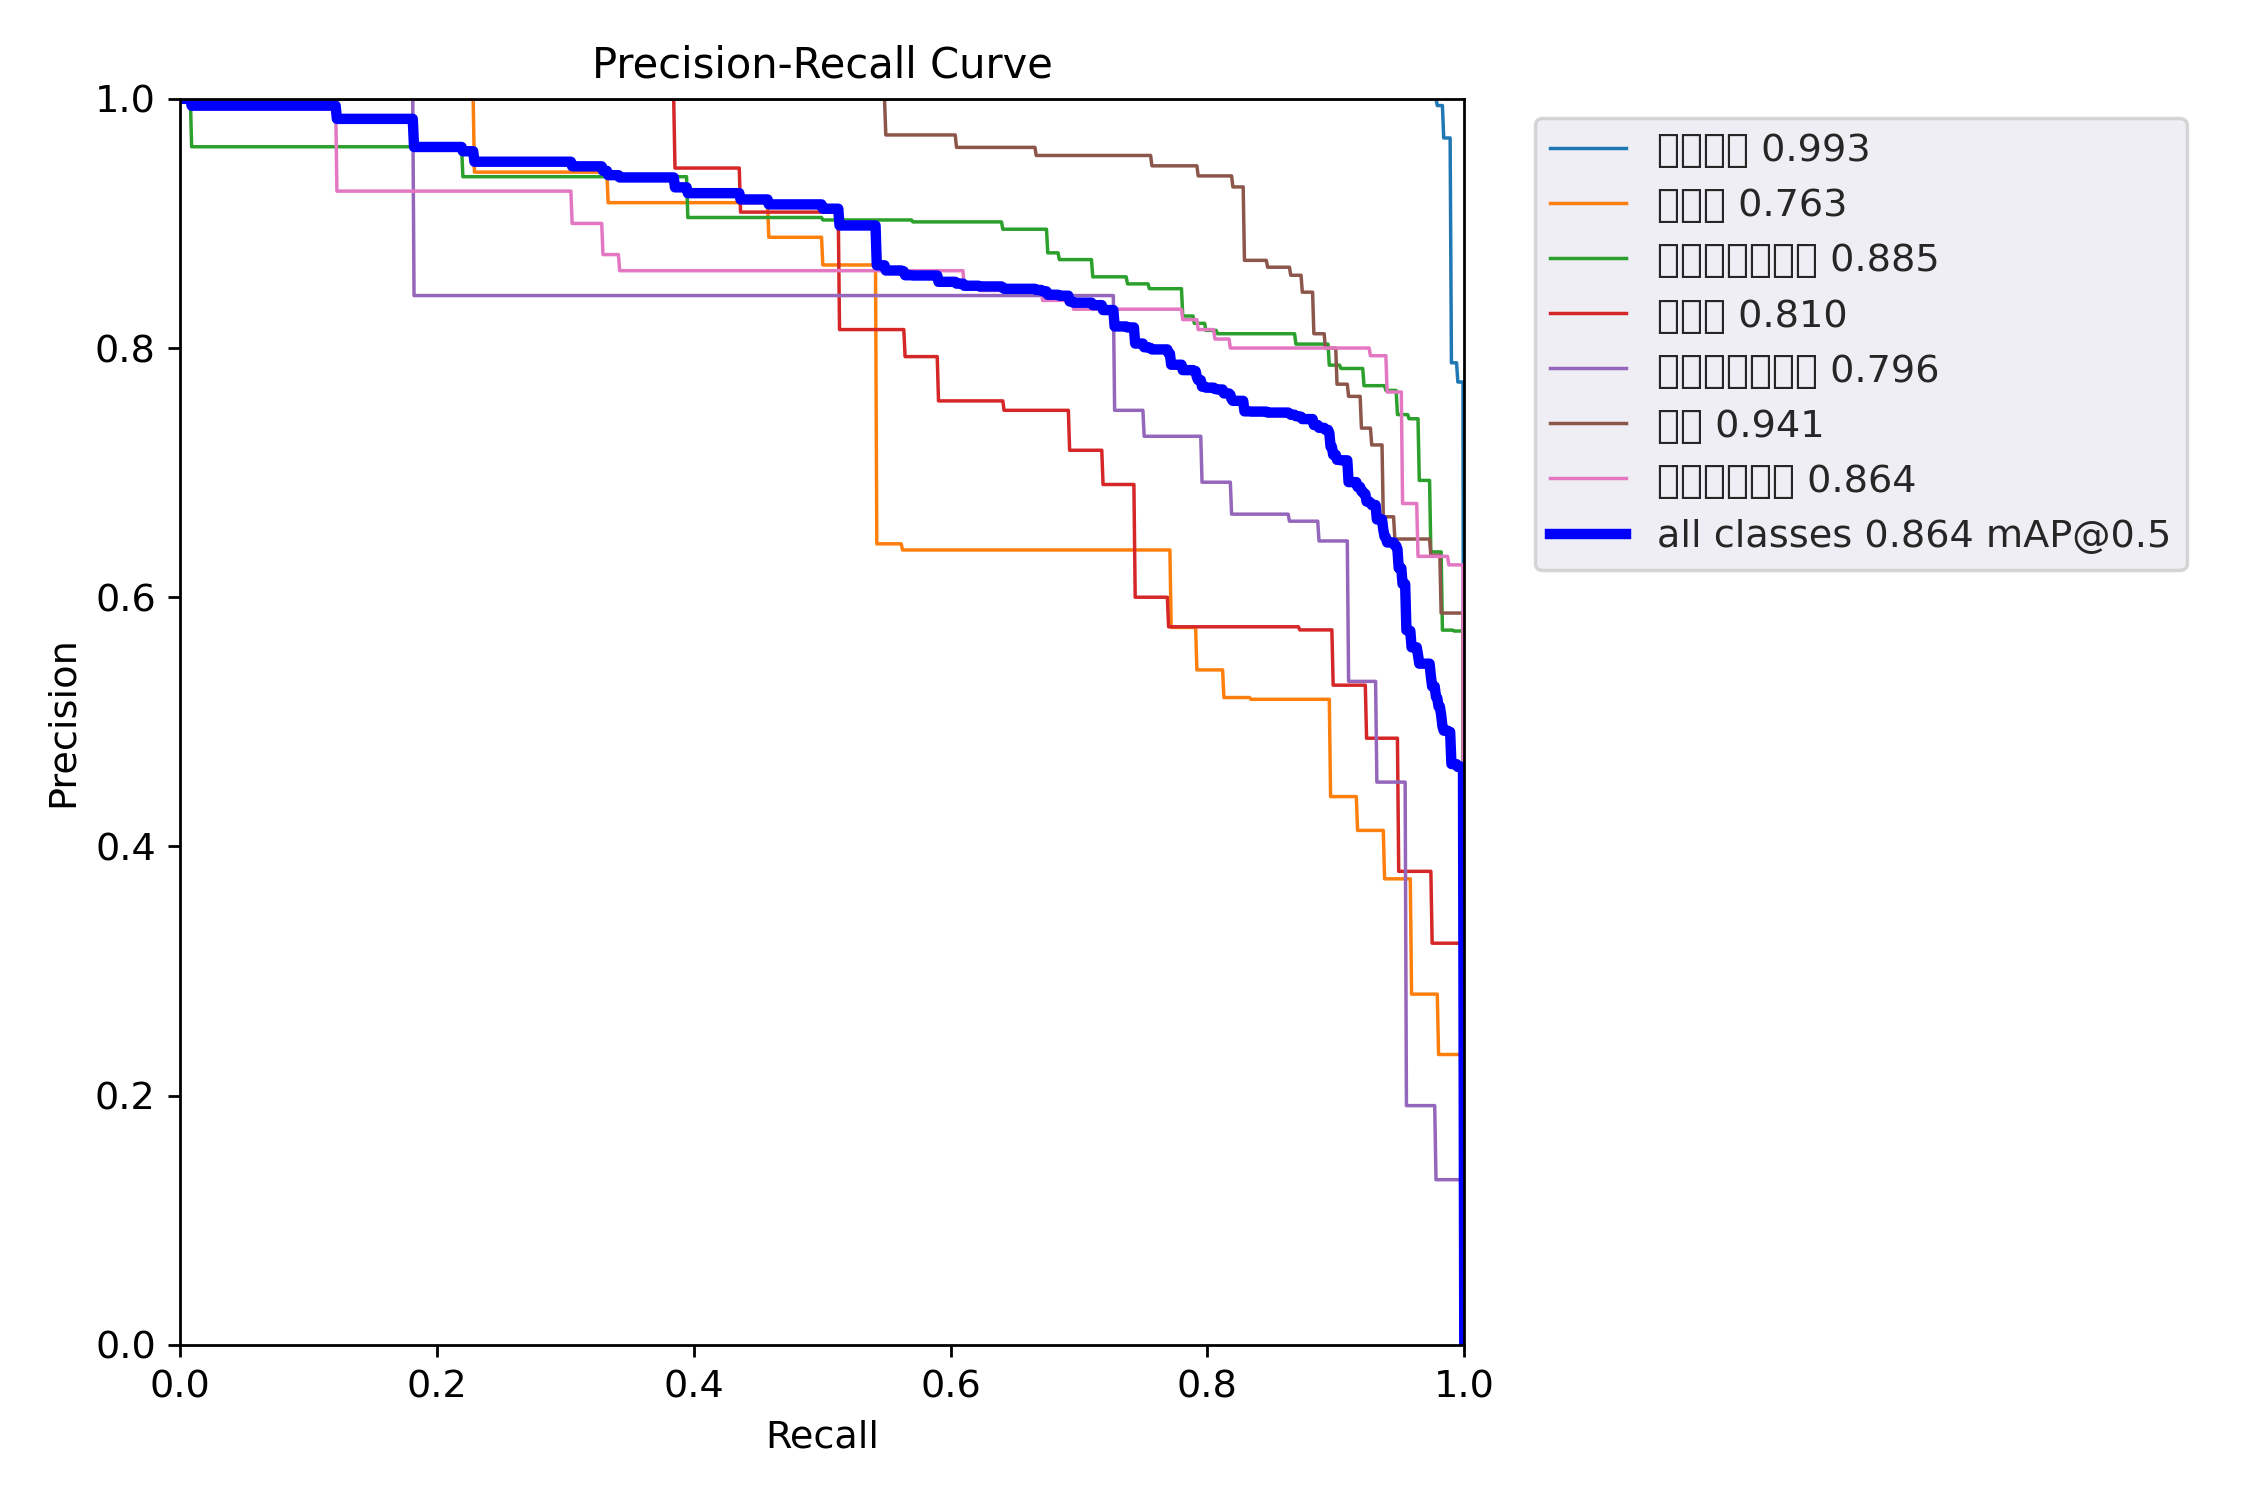 Precision-Recall Curve
1.0
0.8
0.6
0.4
0.2
0.0
0.0 0.2 0.4 0.6 0.8 1.0
Precision
Recall
□□□□ 0.993
□□□ 0.763
□□□□□□□ 0.885
□□□ 0.810
□□□□□□□ 0.796
□□ 0.941
□□□□□□ 0.864
all classes 0.864 mAP@0.5